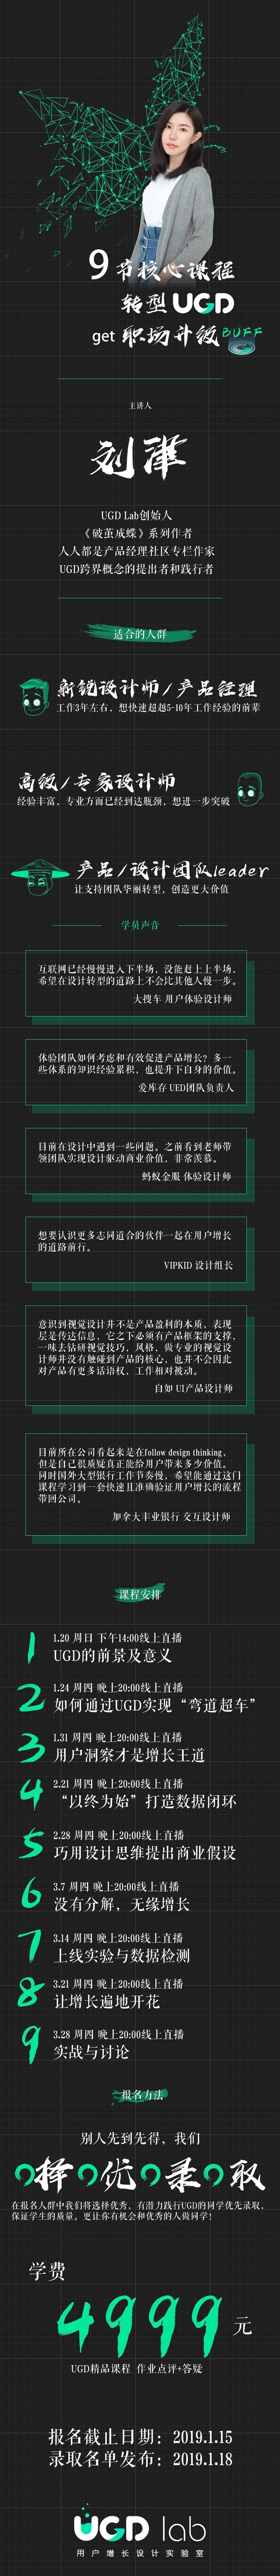 9节核心课程
转型UGD
get 职场升级 BUFF
主讲人
刘津
UGD Lab创始人
《破茧成蝶》系列作者
人人都是产品经理社区专栏作家
UGD跨界概念的提出者和践行者
适合的人群
新锐设计师/产品经理
工作3年左右，想快速超越5-10年工作经验的前辈
高级/专家设计师
经验丰富，专业方面已经到达瓶颈，想进一步突破
产品/设计团队leader
让支持团队华丽转型，创造更大价值
学员声音
互联网已经慢慢进入下半场，没能赶上上半场，
希望在设计转型的道路上不会比其他人慢一步。
大搜车 用户体验设计师
体验团队如何考虑和有效促进产品增长？多一
些体系的知识经验累积，也提升下自身的价值。
爱库存 UED团队负责人
目前在设计中遇到一些问题。之前看到老师带
领团队实现设计驱动商业价值，非常羡慕。
蚂蚁金服 体验设计师
想要认识更多志同道合的伙伴一起在用户增长
的道路前行。
VIPKID 设计组长
意识到视觉设计并不是产品盈利的本质，表现
层是传达信息，它之下必须有产品框架的支撑，
一味去钻研视觉技巧，风格，做专业的视觉设
计师并没有触碰到产品的核心，也并不会因此
对产品有更多话语权，工作相对被动。
自如 UI产品设计师
目前所在公司看起来是在follow design thinking，
但是自己很质疑真正能给用户带来多少价值。
同时国外大型银行工作节奏慢，希望能通过这门
课程学习到一套快速且准确验证用户增长的流程
带回公司。
加拿大丰业银行 交互设计师
课程安排
1 1.20 周日 下午14:00线上直播
UGD的前景及意义
2 1.24 周四 晚上20:00线上直播
如何通过UGD实现“弯道超车”
3 1.31 周四 晚上20:00线上直播
用户洞察才是增长王道
4 2.21 周四 晚上20:00线上直播
“以终为始”打造数据闭环
5 2.28 周四 晚上20:00线上直播
巧用设计思维提出商业假设
6 3.7 周四 晚上20:00线上直播
没有分解，无缘增长
7 3.14 周四 晚上20:00线上直播
上线实验与数据检测
8 3.21 周四 晚上20:00线上直播
让增长遍地开花
9 3.28 周四 晚上20:00线上直播
实战与讨论
报名方法
别人先到先得，我们
择优录取
在报名人群中我们将选择优秀，有潜力践行UGD的同学优先录取，
保证学生的质量。更让你有机会和优秀的人做同学！
学费
4999元
UGD精品课程 作业点评+答疑
报名截止日期：2019.1.15
录取名单发布：2019.1.18
UGD lab
用户增长设计实验室